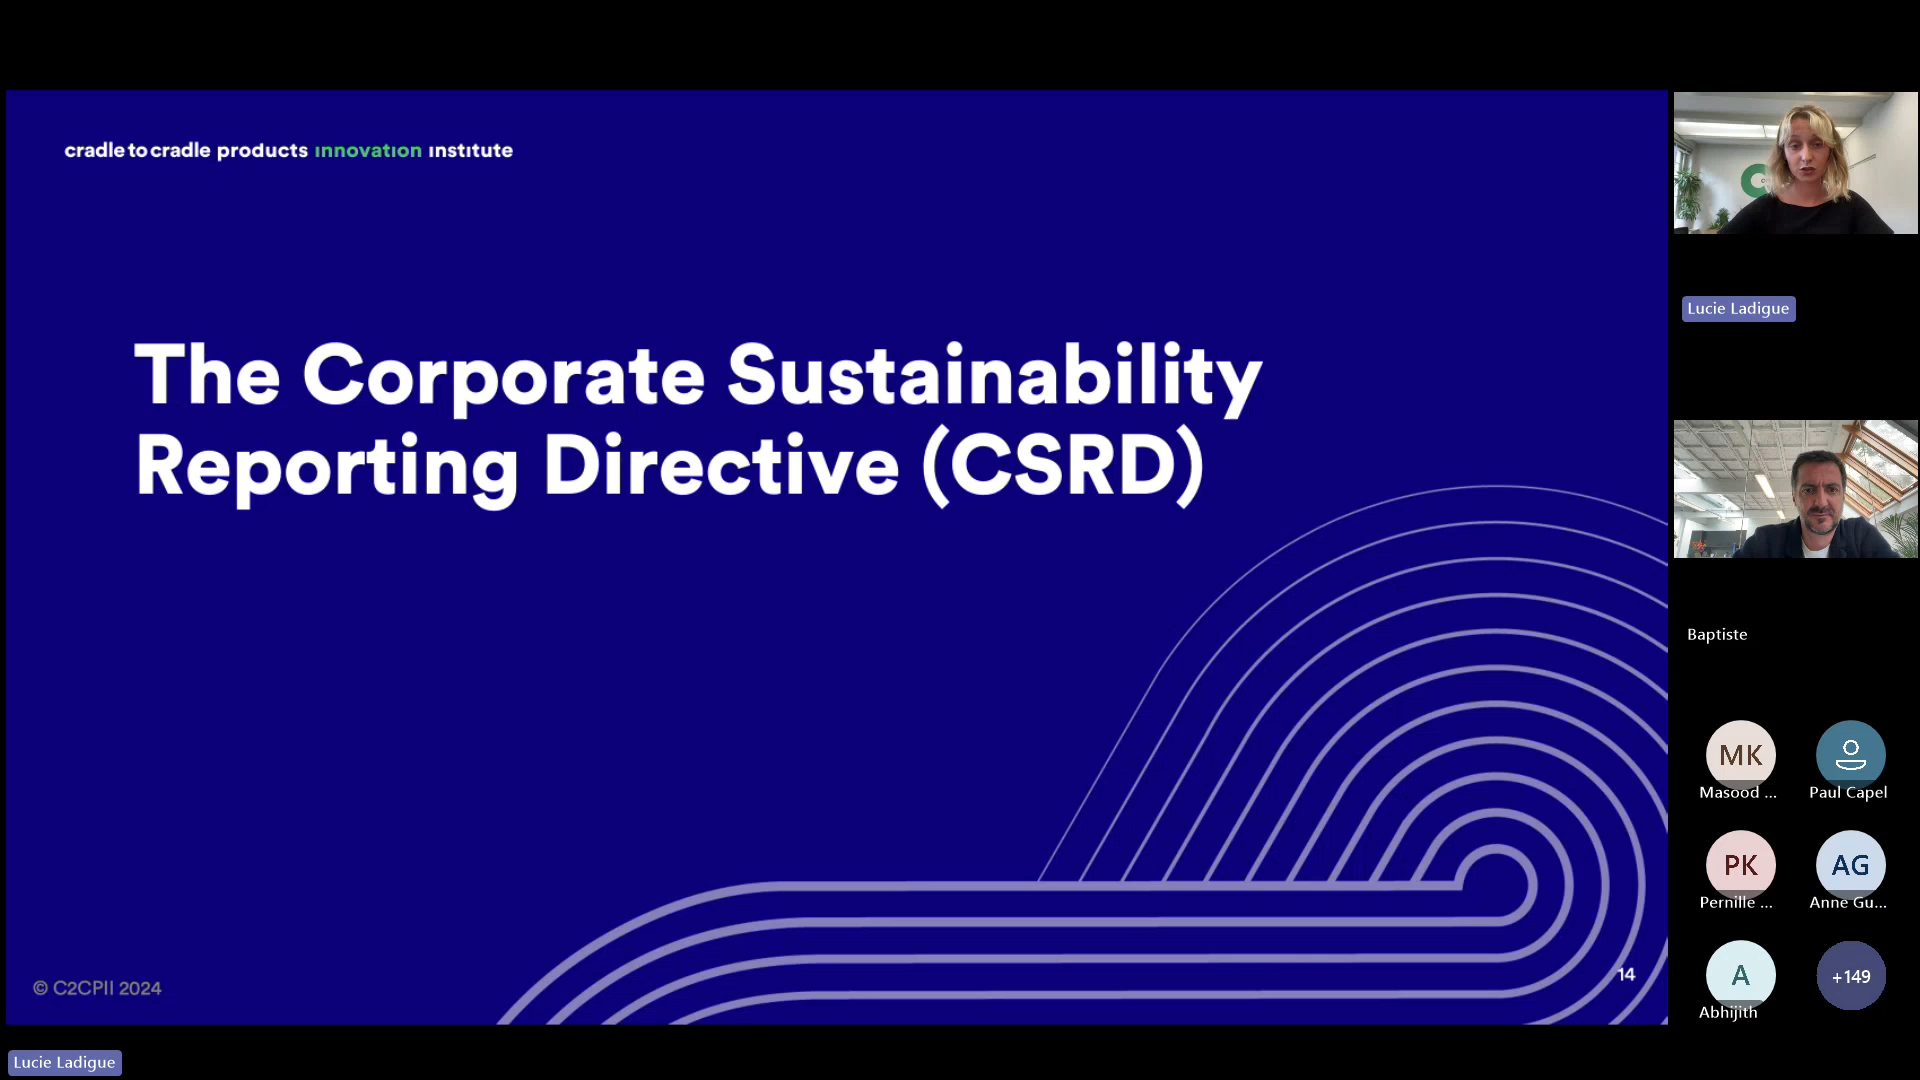 cradle to cradle products innovation institute
The Corporate Sustainability
Reporting Directive (CSRD)
© C2CPII 2024
14
Lucie Ladigue
Lucie Ladigue
Baptiste
MK
Masood ...
Paul Capel
PK
Pernille ...
AG
Anne Gu...
A
Abhijith
+149